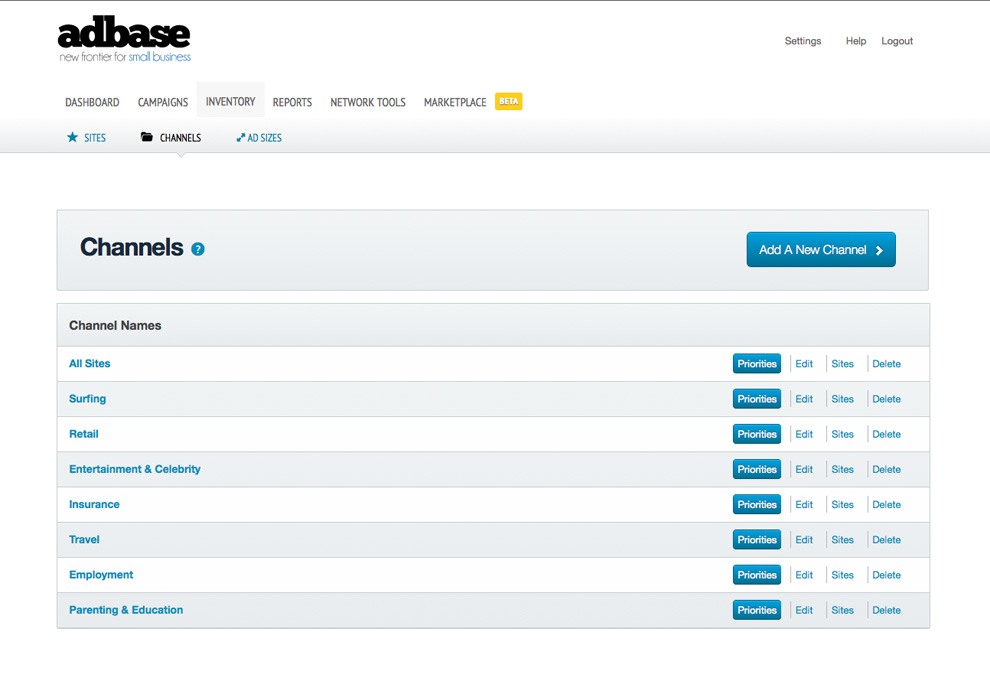 adbase
new frontier for small business
Settings Help Logout
DASHBOARD CAMPAIGNS INVENTORY REPORTS NETWORK TOOLS MARKETPLACE BETA
SITES CHANNELS AD SIZES
Channels ?
Add A New Channel
Channel Names
All Sites Priorities Edit Sites Delete
Surfing Priorities Edit Sites Delete
Retail Priorities Edit Sites Delete
Entertainment & Celebrity Priorities Edit Sites Delete
Insurance Priorities Edit Sites Delete
Travel Priorities Edit Sites Delete
Employment Priorities Edit Sites Delete
Parenting & Education Priorities Edit Sites Delete